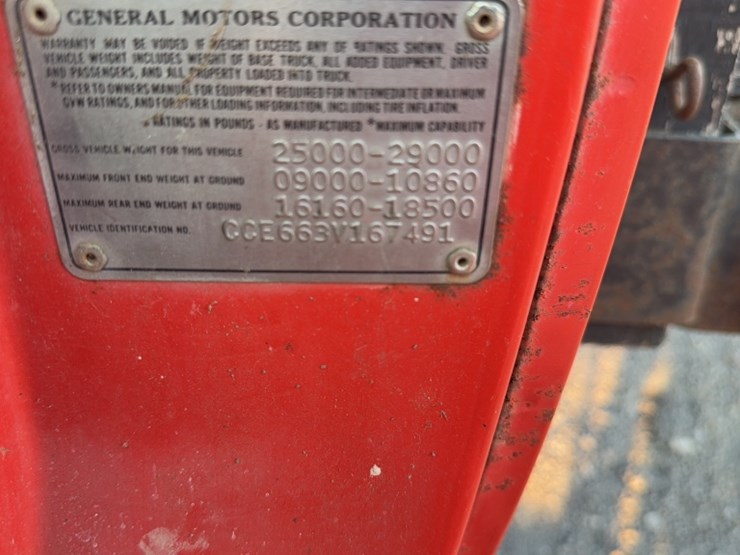 GENERAL MOTORS CORPORATION
WARRANTY MAY BE VOIDED IF WEIGHT EXCEEDS ANY OF RATINGS SHOWN. GROSS
VEHICLE WEIGHT INCLUDES WEIGHT OF BASE TRUCK, ALL ADDED EQUIPMENT, DRIVER
AND PASSENGERS, AND ALL PROPERTY LOADED INTO TRUCK.
*REFER TO OWNERS MANUAL FOR EQUIPMENT REQUIRED FOR INTERMEDIATE OR MAXIMUM
GVW RATINGS, AND FOR OTHER LOADING INFORMATION, INCLUDING TIRE INFLATION.
RATINGS IN POUNDS - AS MANUFACTURED *MAXIMUM CAPABILITY
GROSS VEHICLE WEIGHT FOR THIS VEHICLE 25000-29000
MAXIMUM FRONT END WEIGHT AT GROUND 09000-10860
MAXIMUM REAR END WEIGHT AT GROUND 16160-18500
VEHICLE IDENTIFICATION NO. CCE663V167491